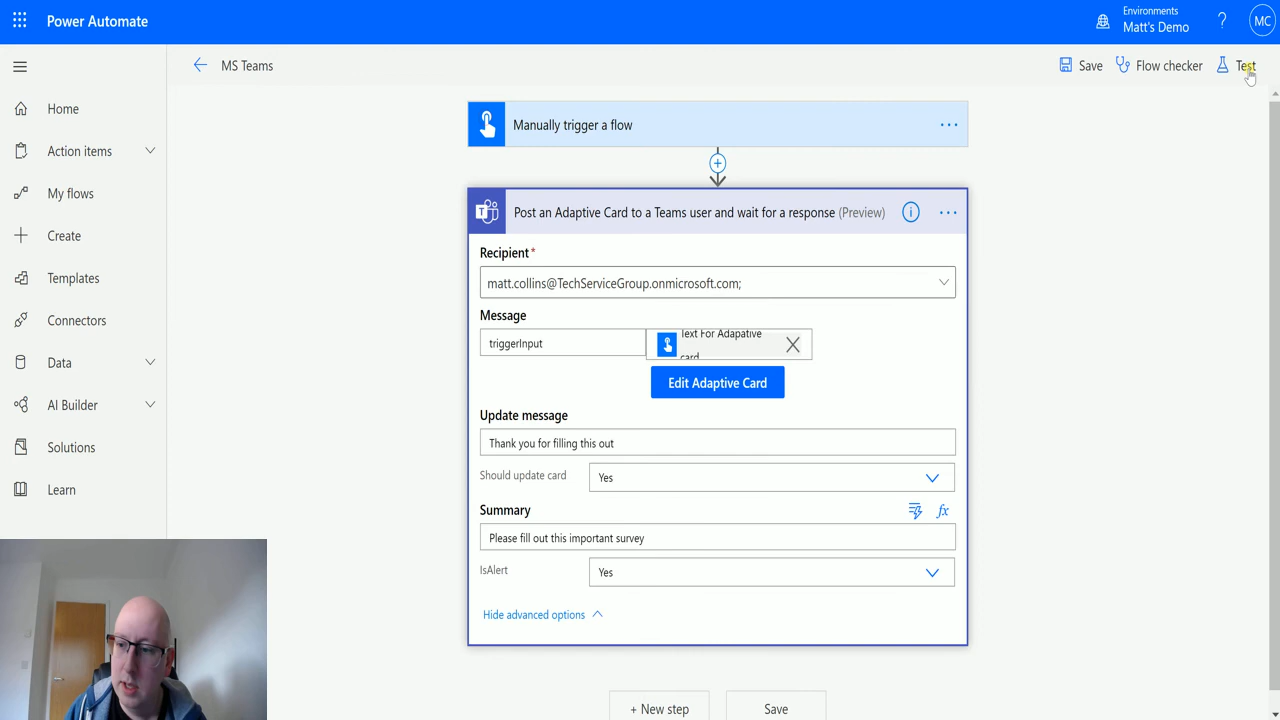 Power Automate
Environments
Matt's Demo
?
MC
MS Teams
Save
Flow checker
Test
Home
Action items
My flows
Create
Templates
Connectors
Data
AI Builder
Solutions
Learn
Manually trigger a flow
Post an Adaptive Card to a Teams user and wait for a response (Preview)
Recipient*
matt.collins@TechServiceGroup.onmicrosoft.com;
Message
triggerInput
Text For Adapative
card
Edit Adaptive Card
Update message
Thank you for filling this out
Should update card
Yes
Summary
fx
Please fill out this important survey
IsAlert
Yes
Hide advanced options
+ New step
Save